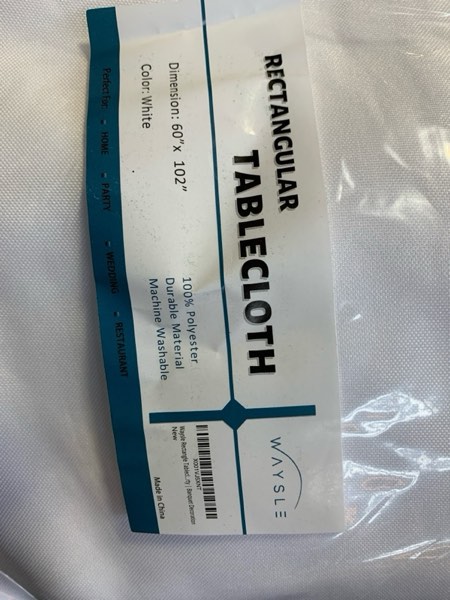 RECTANGULAR
TABLECLOTH
Dimension: 60"x 102"
Color: White
100% Polyester
Durable Material
Machine Washable
Perfect for: - HOME - PARTY - WEDDING - RESTAURANT
WAYSLE
New
Made in China